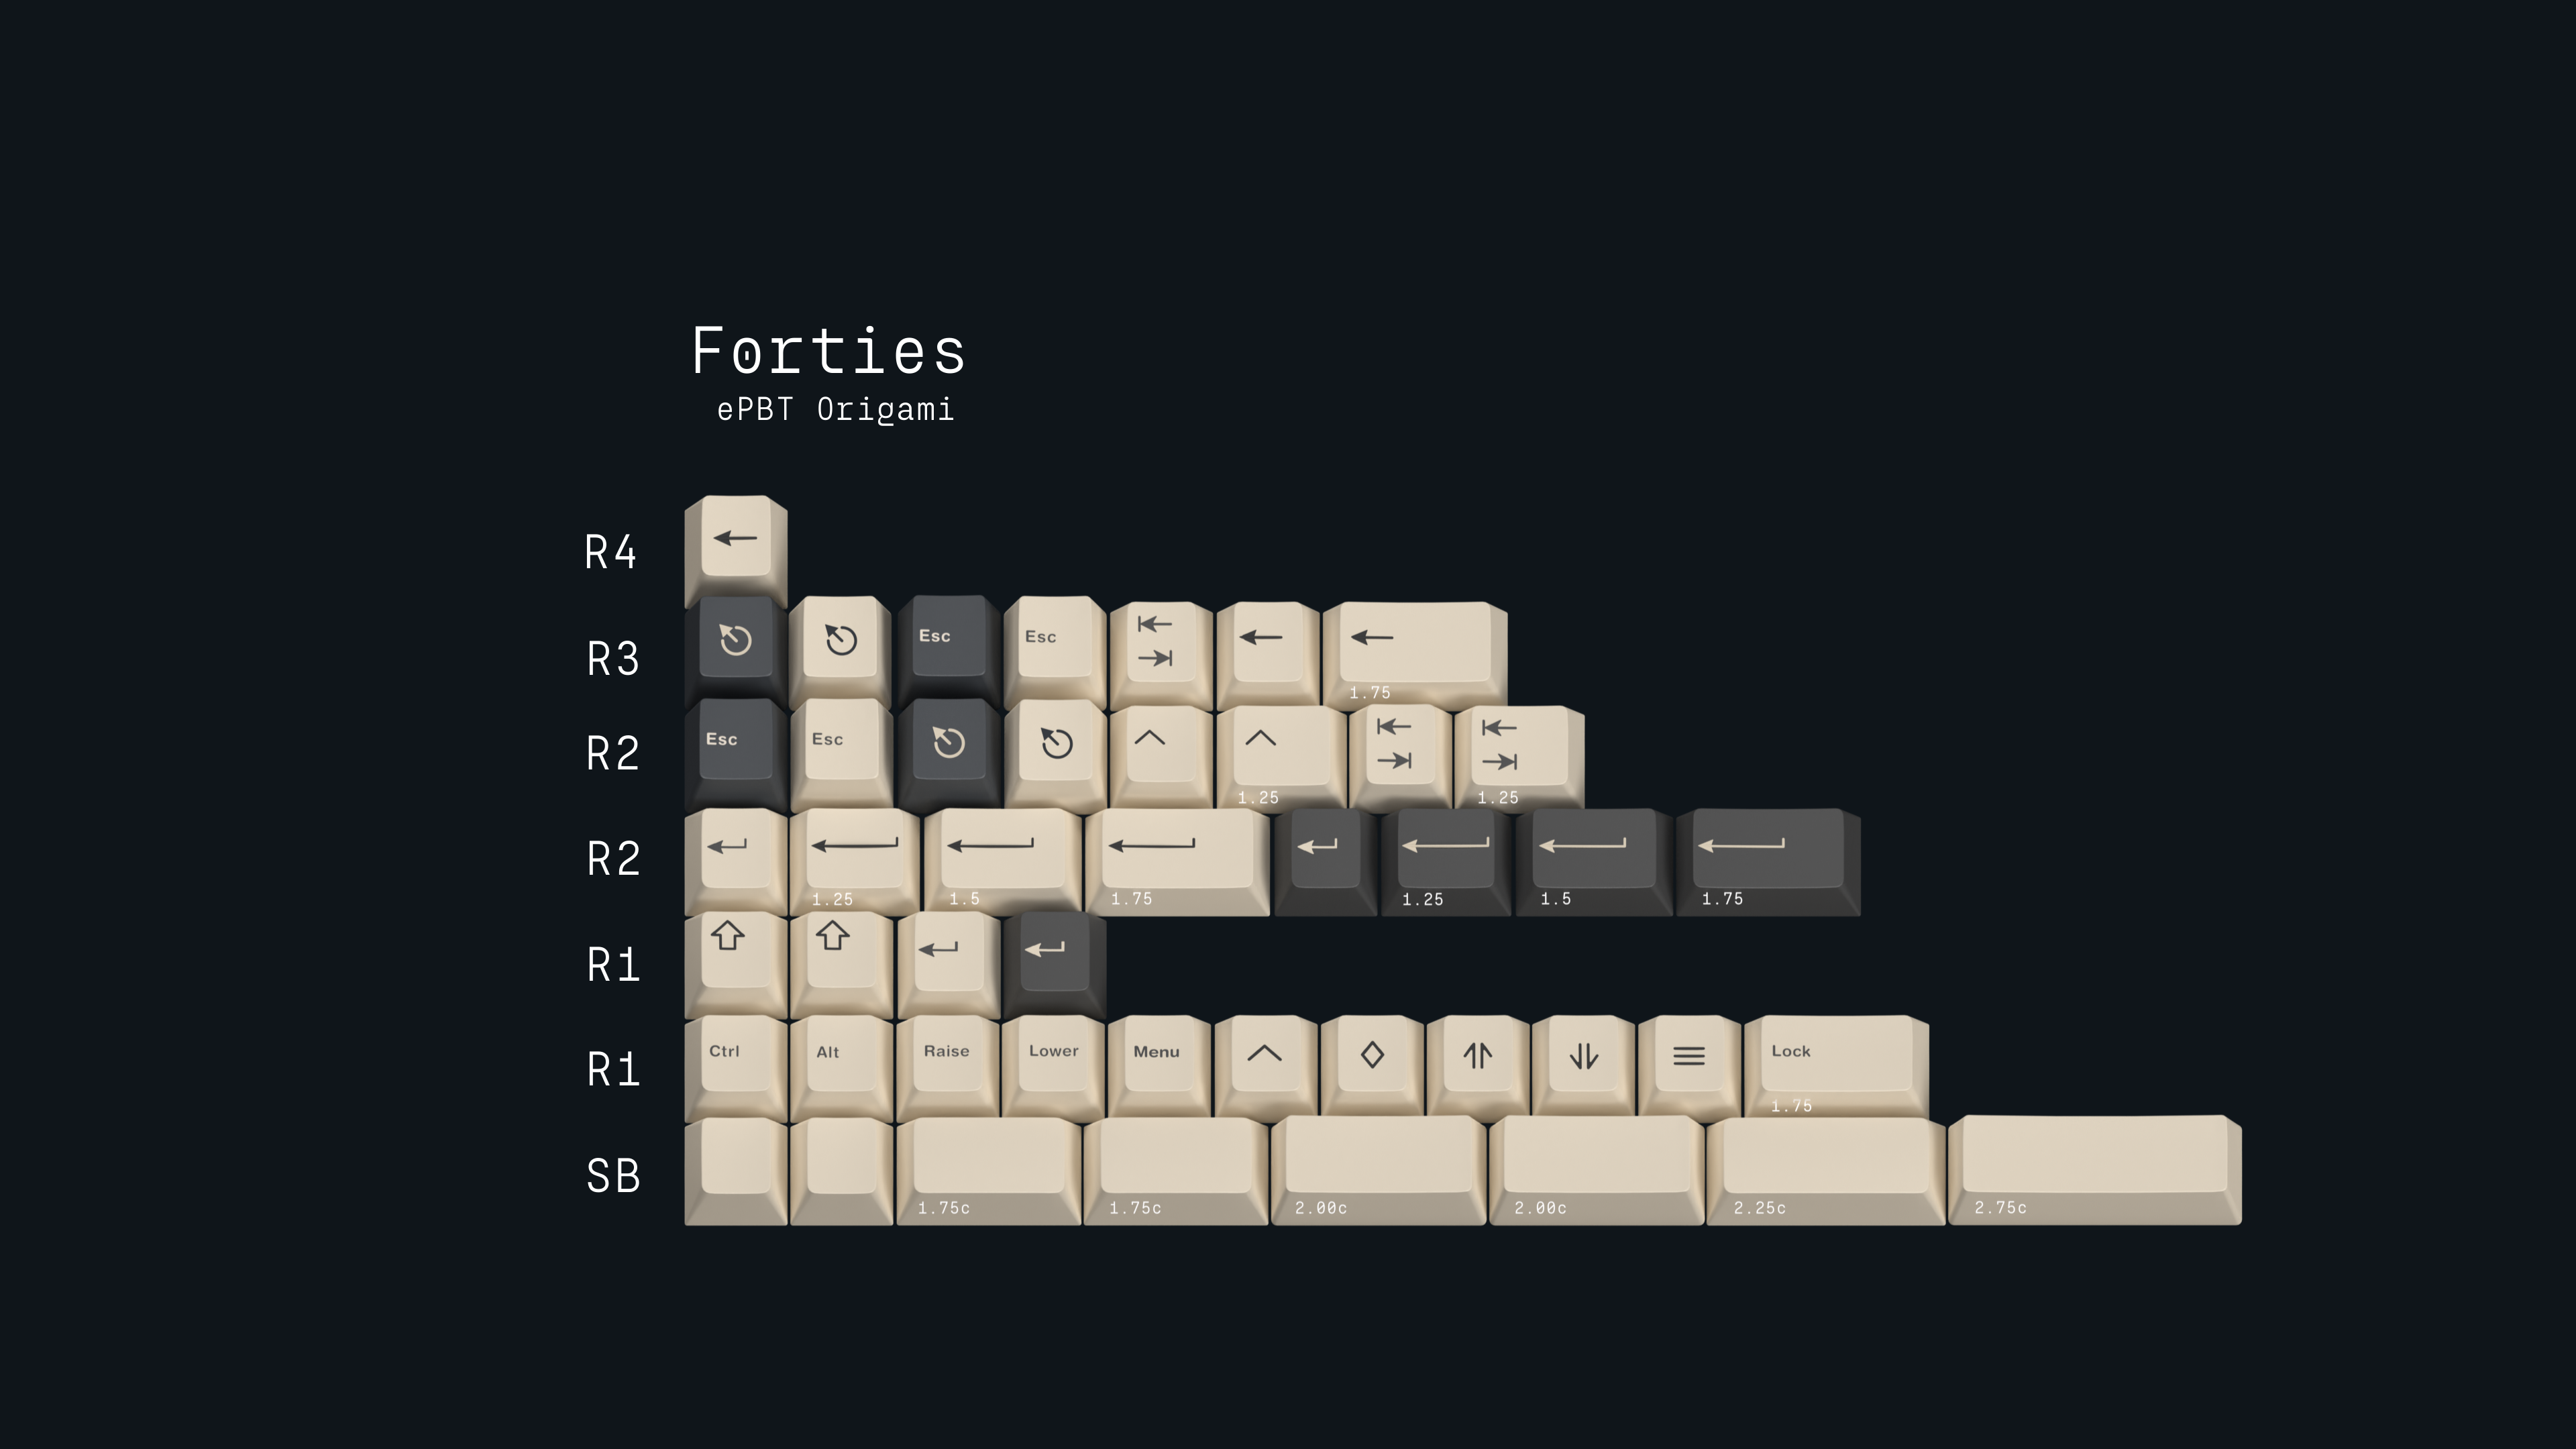 Forties
ePBT Origami
R4
R3
Esc Esc
1.75
R2
Esc Esc
1.25 1.25
R2
1.25 1.5 1.75 1.25 1.5 1.75
R1
R1
Ctrl Alt Raise Lower Menu Lock
1.75
SB
1.75c 1.75c 2.00c 2.00c 2.25c 2.75c